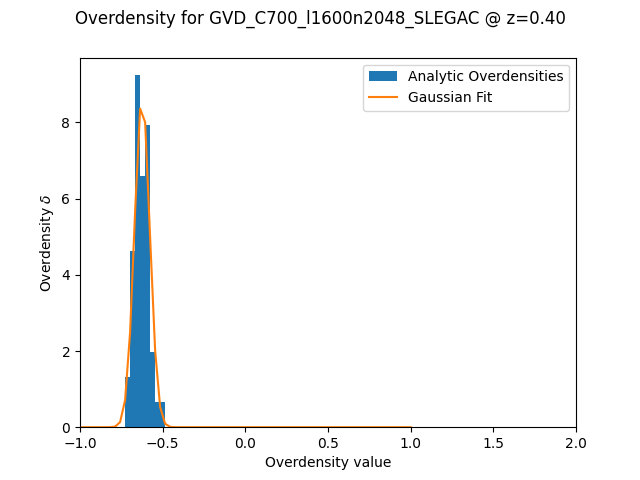 Overdensity for GVD_C700_l1600n2048_SLEGAC @ z=0.40
Analytic Overdensities
Gaussian Fit
Overdensity δ
8
6
4
2
0
−1.0 −0.5 0.0 0.5 1.0 1.5 2.0
Overdensity value